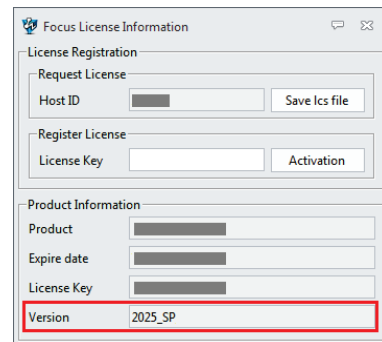 Focus License Information
License Registration
Request License
Host ID
Save lcs file
Register License
License Key
Activation
Product Information
Product
Expire date
License Key
Version 2025_SP